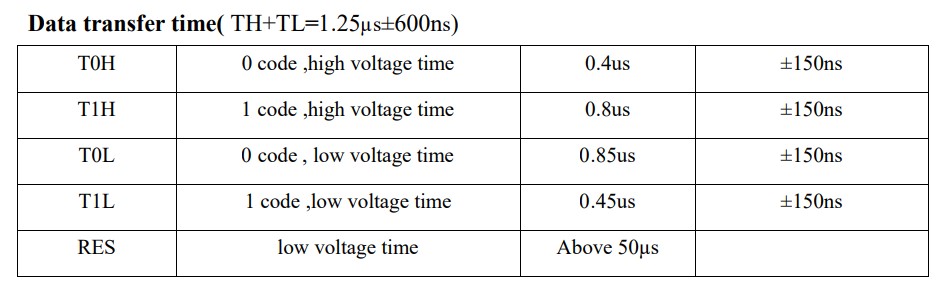 Data transfer time( TH+TL=1.25µs±600ns)
T0H 0 code ,high voltage time 0.4us ±150ns
T1H 1 code ,high voltage time 0.8us ±150ns
T0L 0 code , low voltage time 0.85us ±150ns
T1L 1 code ,low voltage time 0.45us ±150ns
RES low voltage time Above 50µs